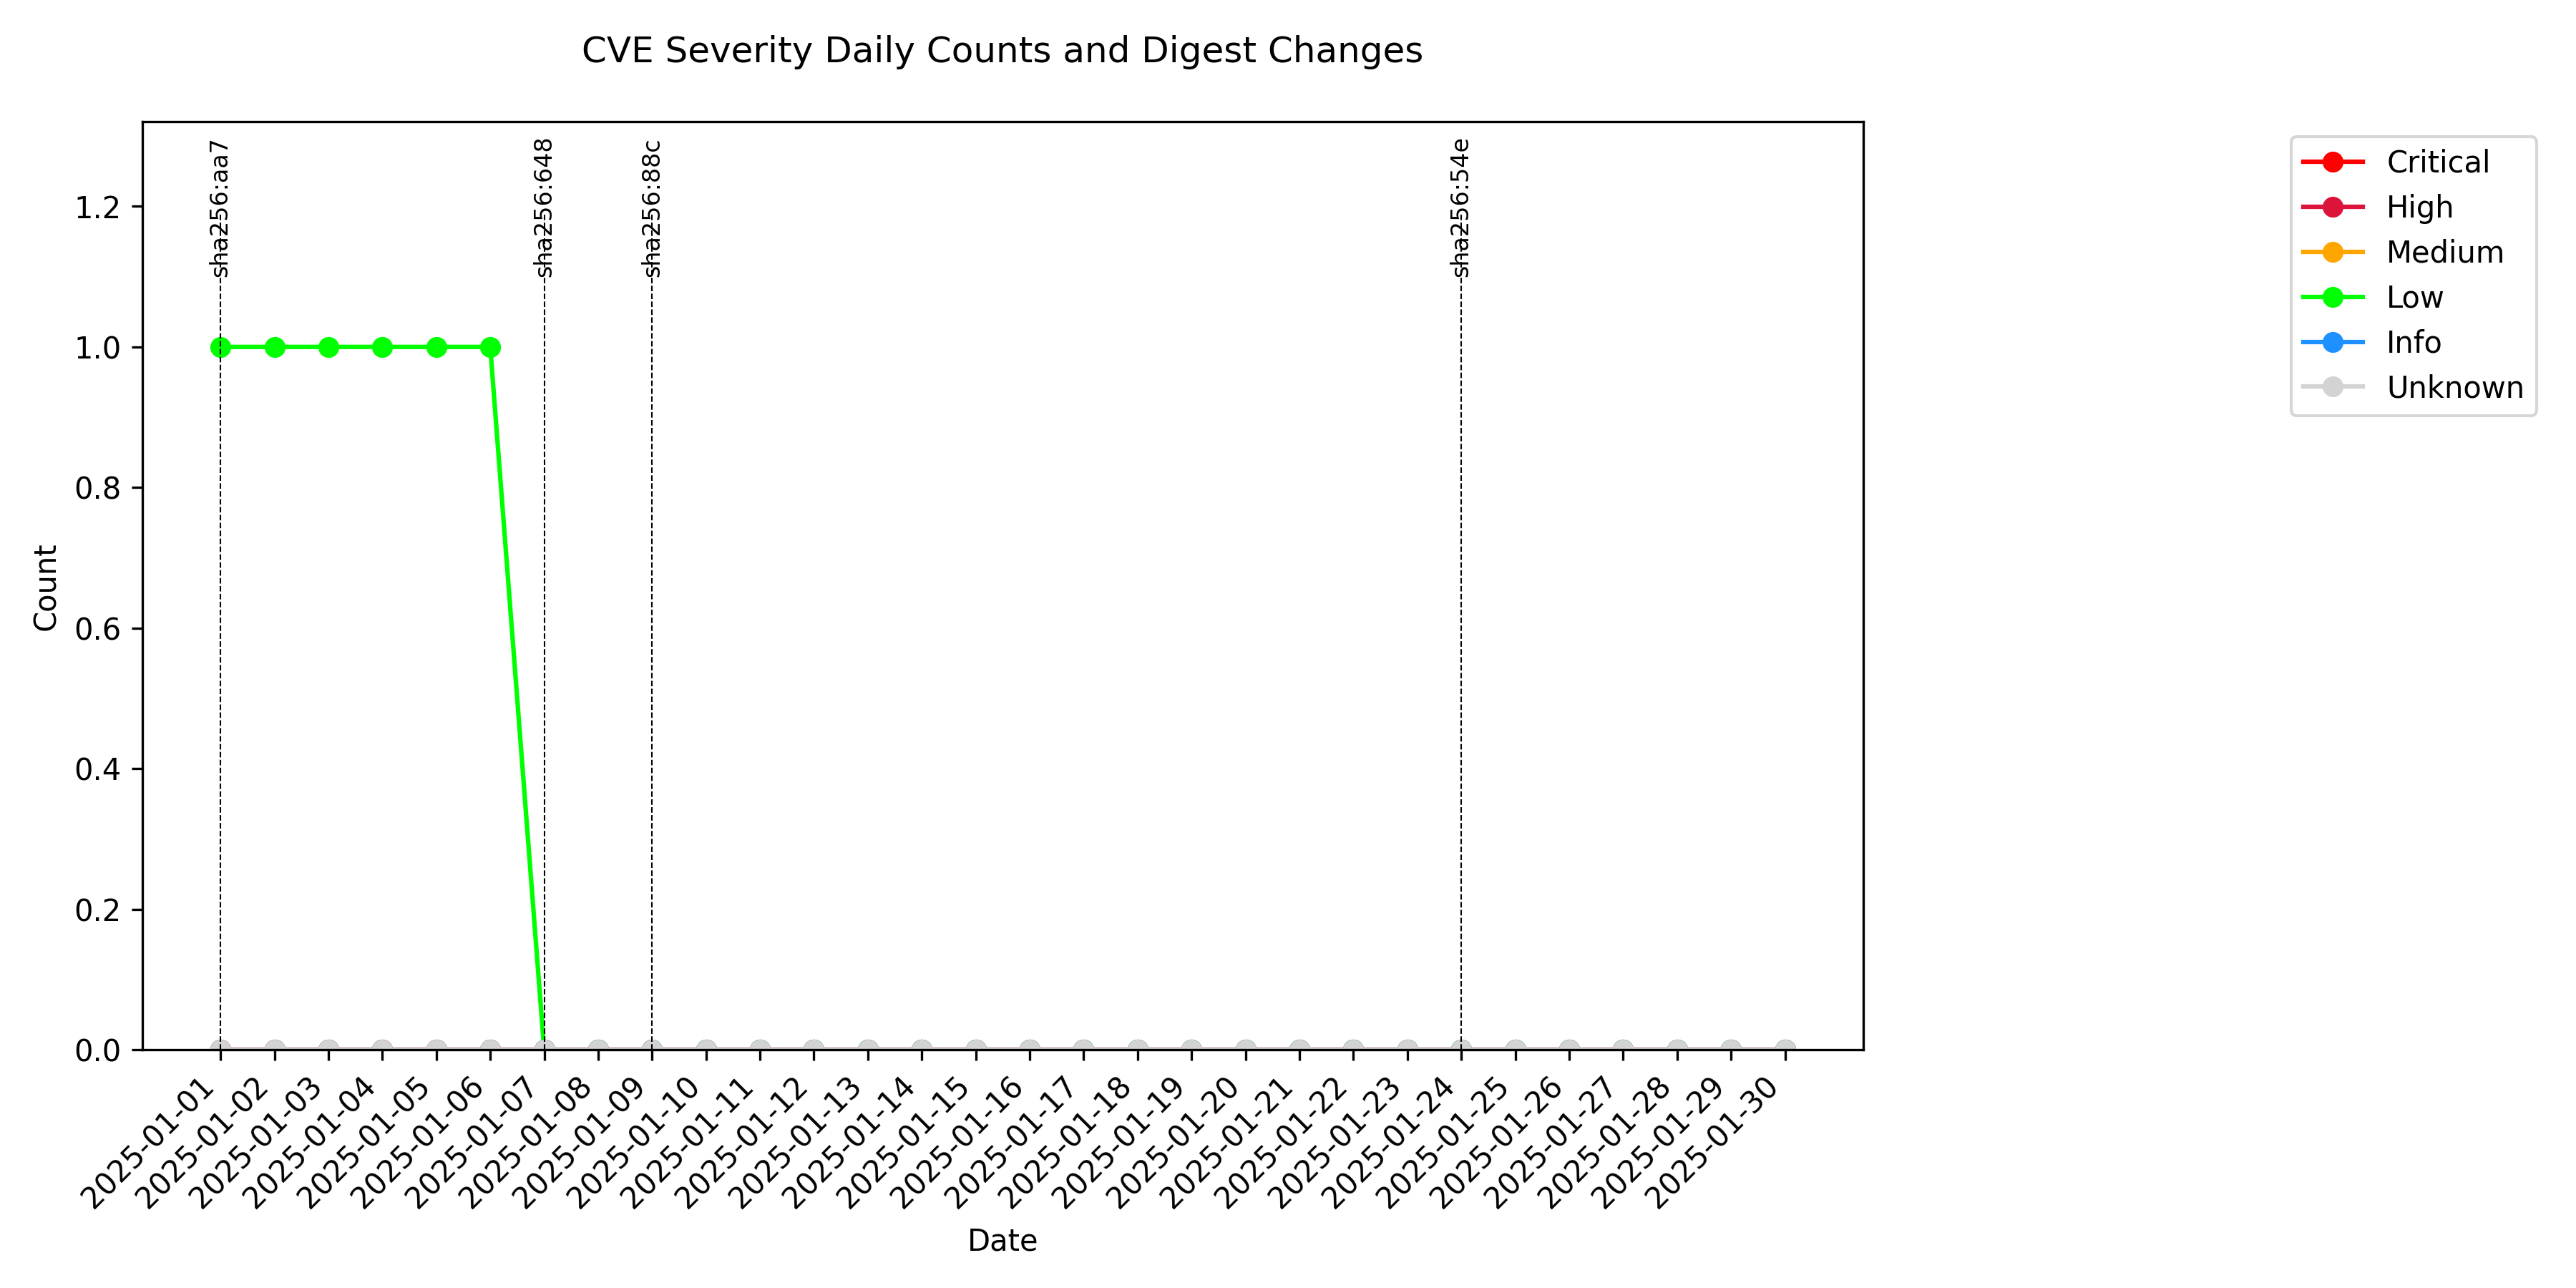 CVE Severity Daily Counts and Digest Changes
sha256:aa7
sha256:648
sha256:88c
sha256:54e
Critical
High
Medium
Low
Info
Unknown
Count
1.2
1.0
0.8
0.6
0.4
0.2
0.0
2025-01-01
2025-01-02
2025-01-03
2025-01-04
2025-01-05
2025-01-06
2025-01-07
2025-01-08
2025-01-09
2025-01-10
2025-01-11
2025-01-12
2025-01-13
2025-01-14
2025-01-15
2025-01-16
2025-01-17
2025-01-18
2025-01-19
2025-01-20
2025-01-21
2025-01-22
2025-01-23
2025-01-24
2025-01-25
2025-01-26
2025-01-27
2025-01-28
2025-01-29
2025-01-30
Date